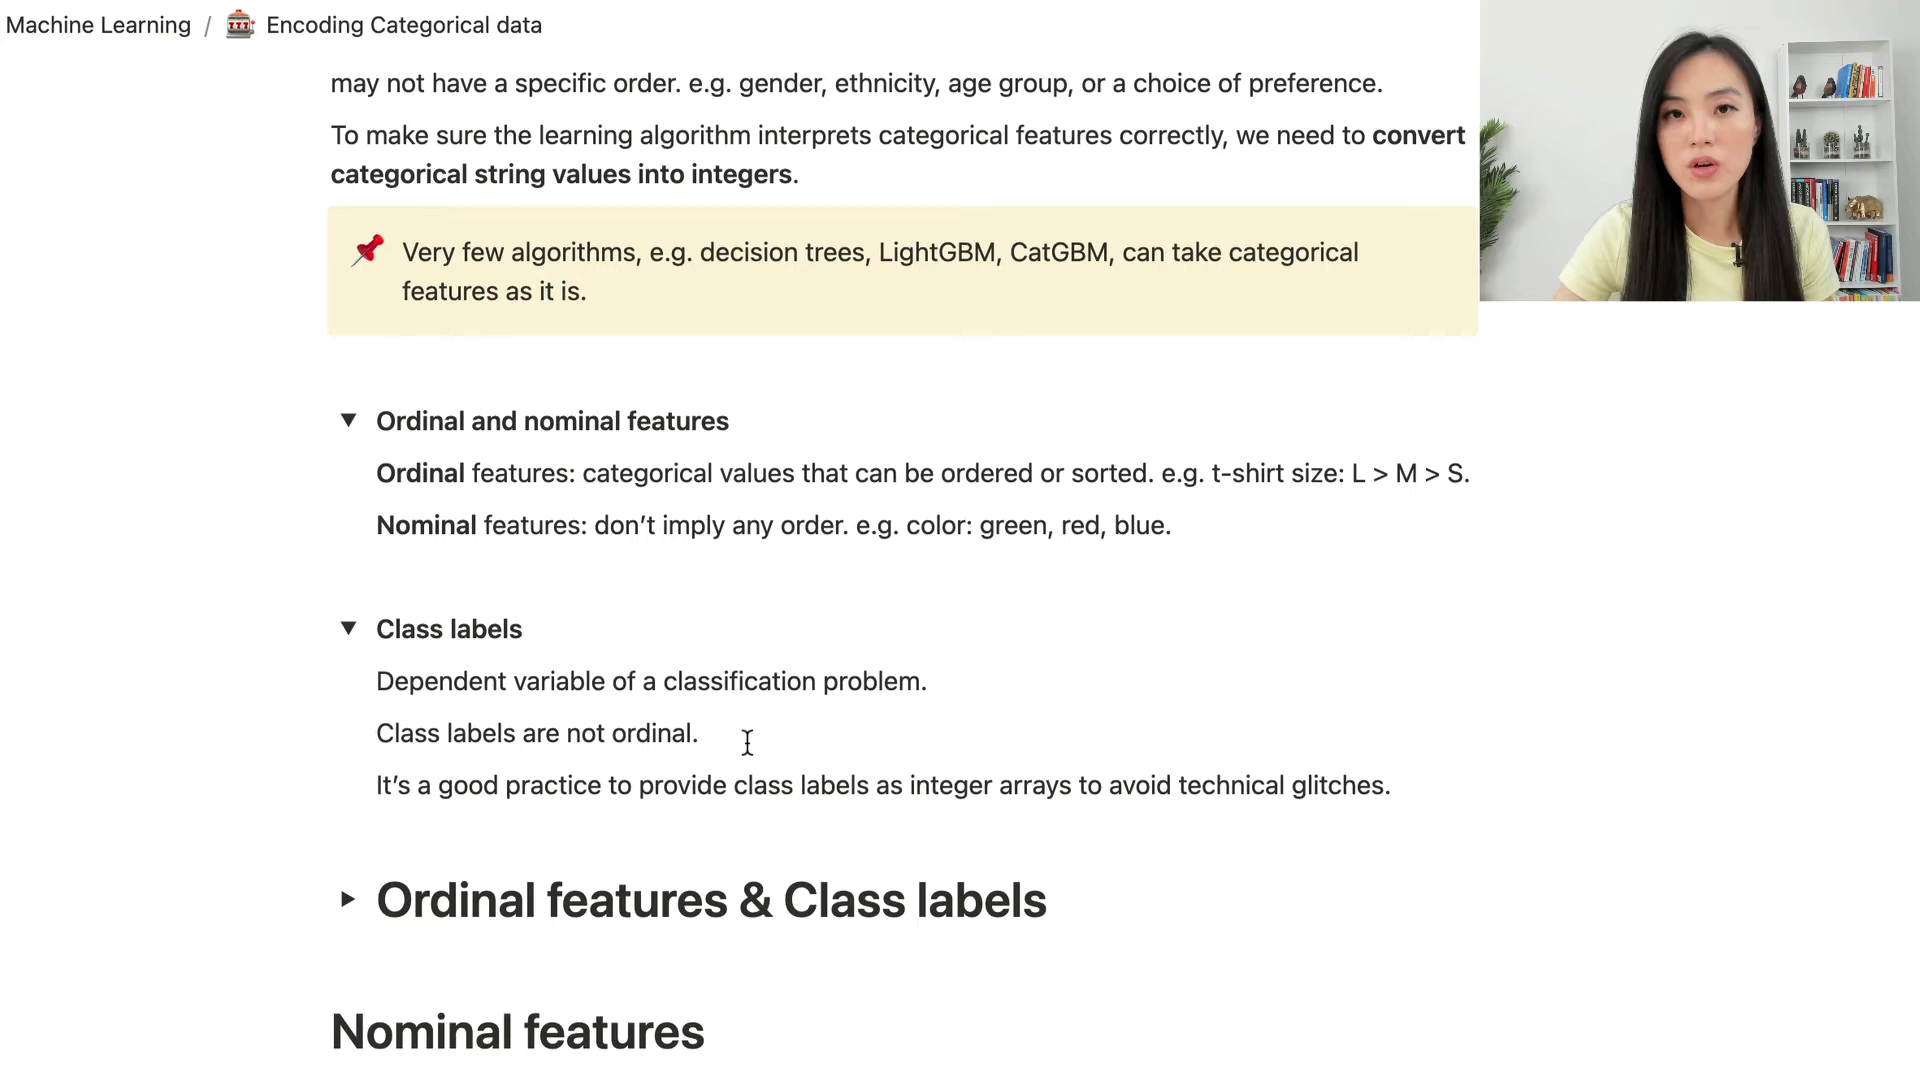 Machine Learning / Encoding Categorical data
may not have a specific order. e.g. gender, ethnicity, age group, or a choice of preference.
To make sure the learning algorithm interprets categorical features correctly, we need to convert
categorical string values into integers.
Very few algorithms, e.g. decision trees, LightGBM, CatGBM, can take categorical
features as it is.
Ordinal and nominal features
Ordinal features: categorical values that can be ordered or sorted. e.g. t-shirt size: L > M > S.
Nominal features: don’t imply any order. e.g. color: green, red, blue.
Class labels
Dependent variable of a classification problem.
Class labels are not ordinal.
It’s a good practice to provide class labels as integer arrays to avoid technical glitches.
Ordinal features & Class labels
Nominal features